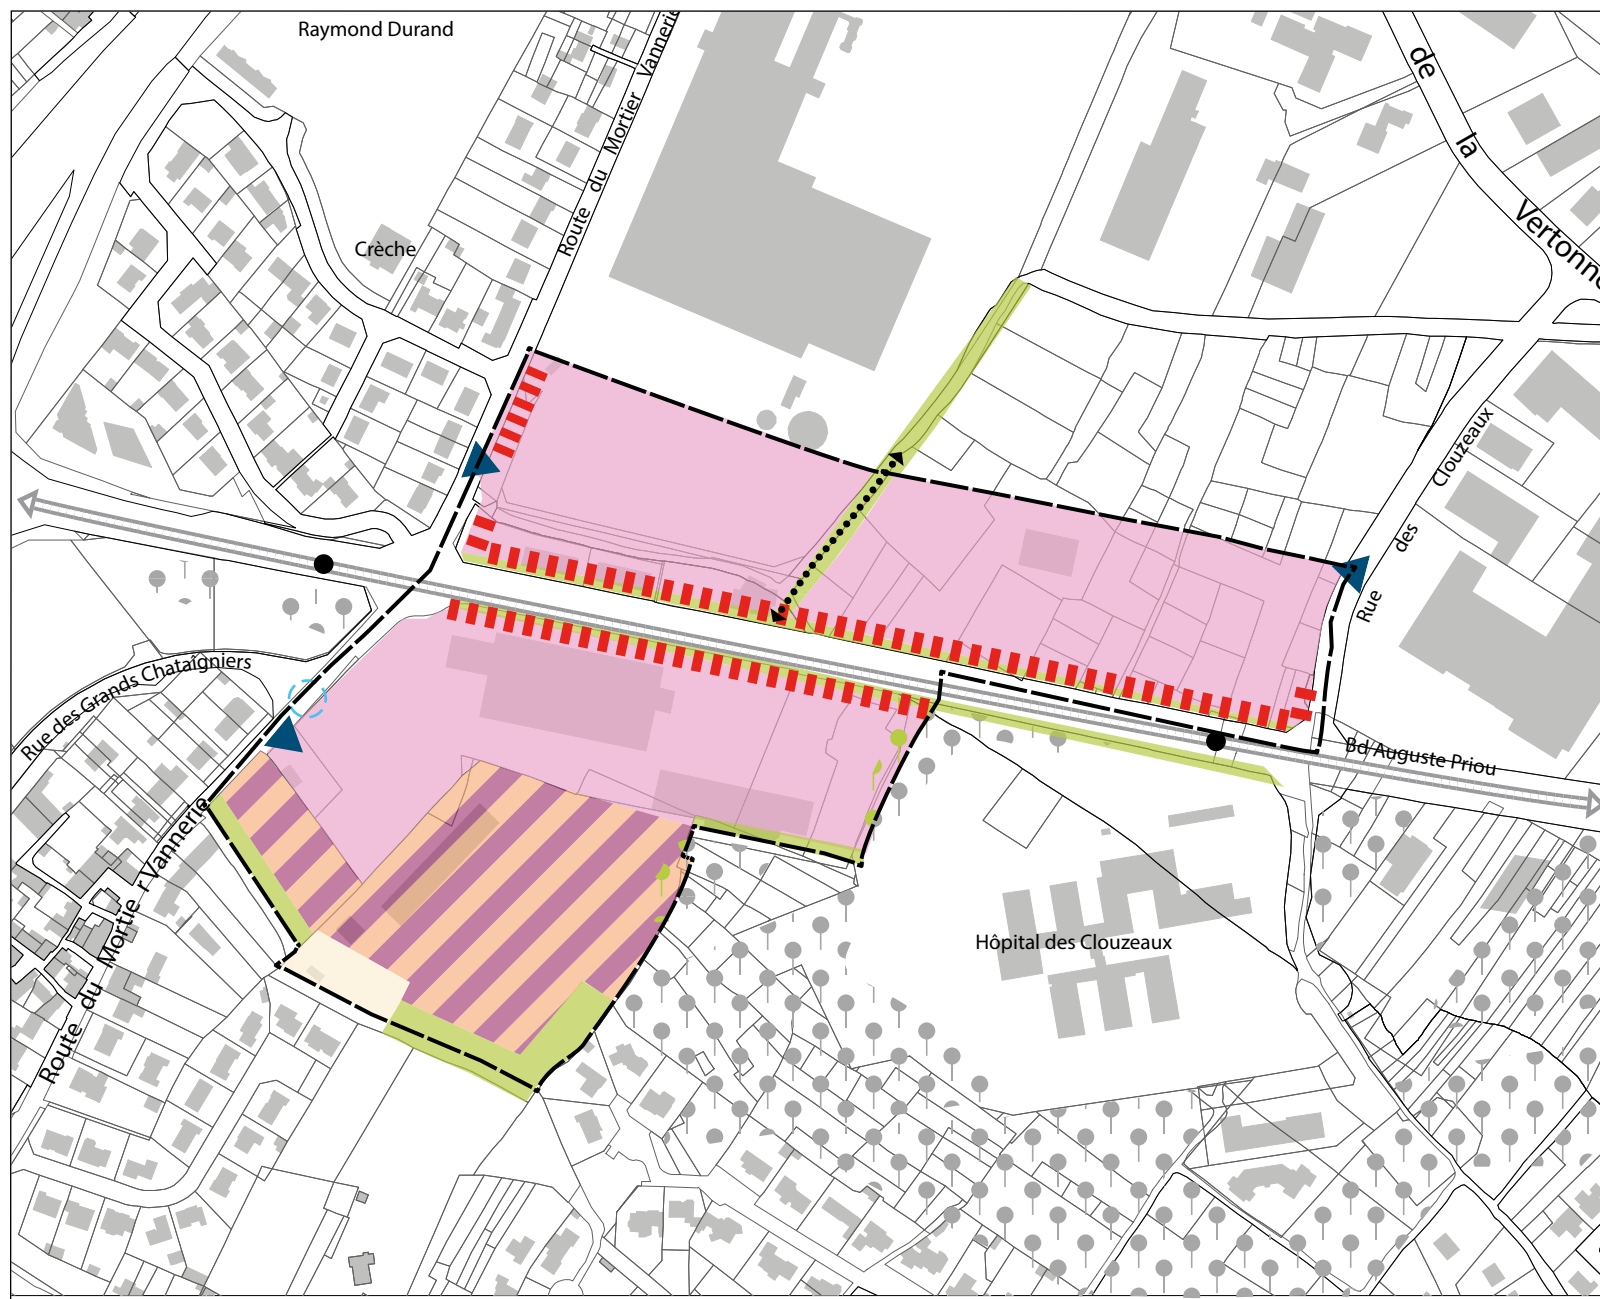 Raymond Durand
Route du Mortier Vannerie
de la Vertonne
Crèche
Rue des Clouzeaux
Rue des Grands Chataîgniers
Bd Auguste Priou
Route du Mortie r Vannerie
Hôpital des Clouzeaux